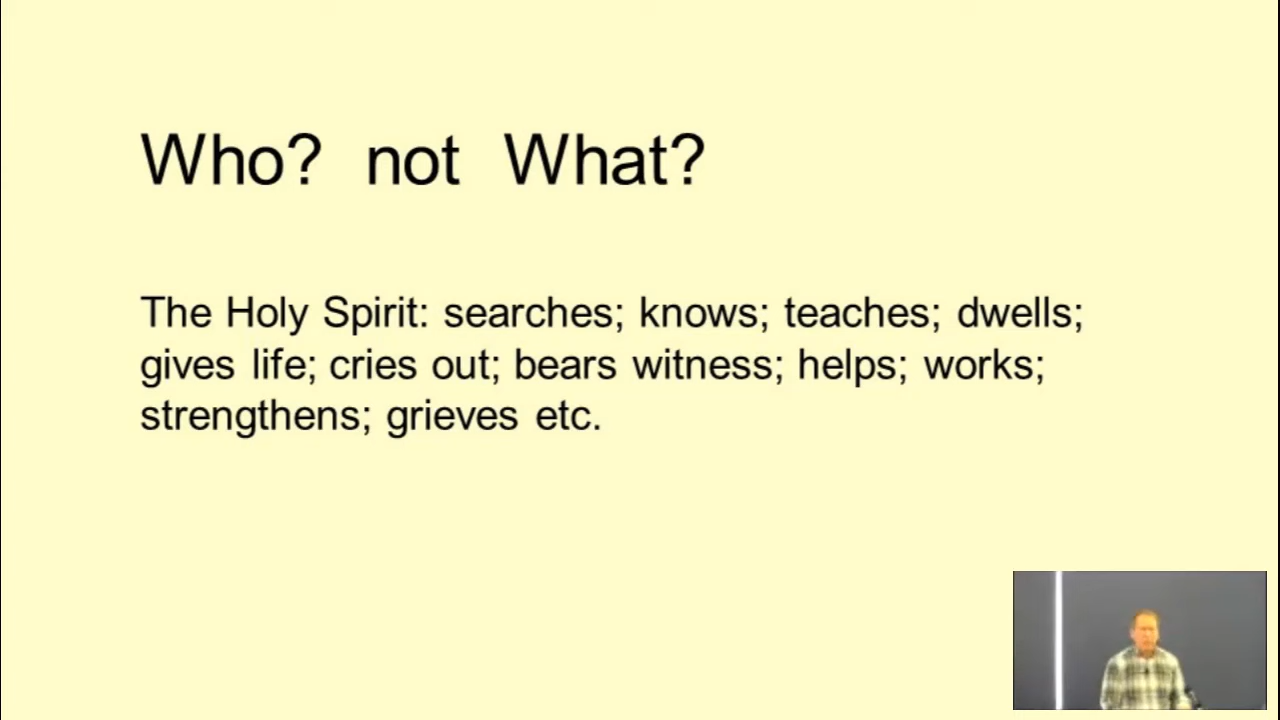 Who? not What?
The Holy Spirit: searches; knows; teaches; dwells;
gives life; cries out; bears witness; helps; works;
strengthens; grieves etc.